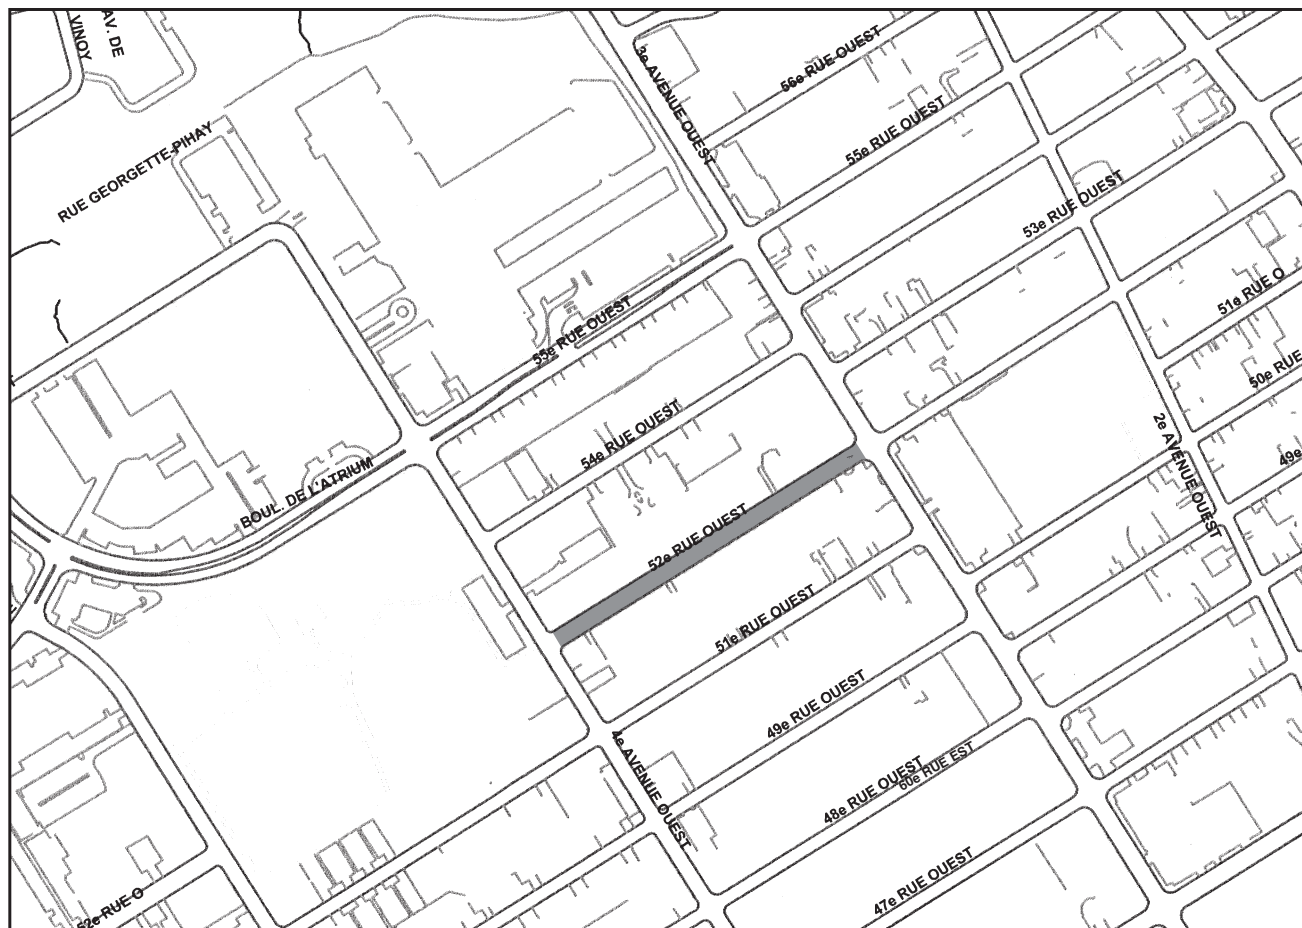 AV. DE
VINOY
3e AVENUE OUEST
56e RUE OUEST
55e RUE OUEST
RUE GEORGETTE-PIHAY
53e RUE OUEST
51e RUE O
55e RUE OUEST
50e RUE
54e RUE OUEST
2e AVENUE OUEST
49e
BOUL. DE L'ATRIUM
52e RUE OUEST
51e RUE OUEST
49e RUE OUEST
4e AVENUE OUEST
48e RUE OUEST
60e RUE EST
47e RUE OUEST
52e RUE O